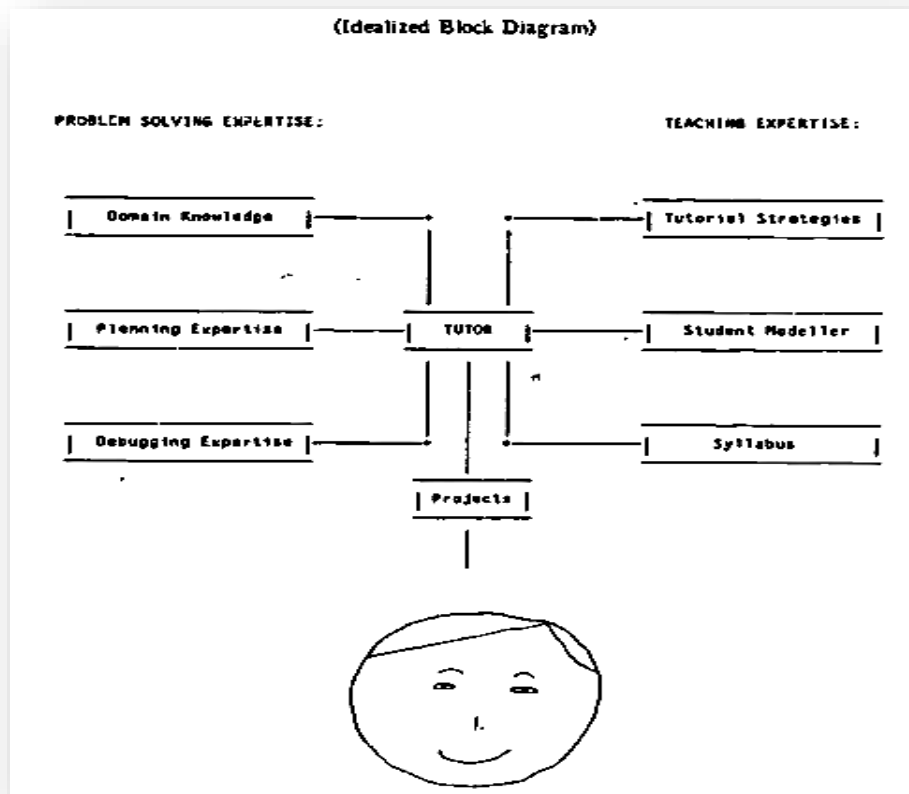 (Idealized Block Diagram)
PROBLEM SOLVING EXPERTISE:
TEACHING EXPERTISE:
Domain Knowledge
Tutorial Strategies
Planning Expertise
TUTOR
Student Modeller
Debugging Expertise
Syllabus
Projects